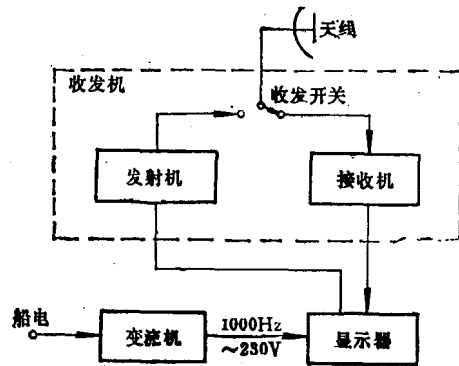 天线
收发机
收发开关
发射机
接收机
船电
变流机
1000Hz
～230V
显示器